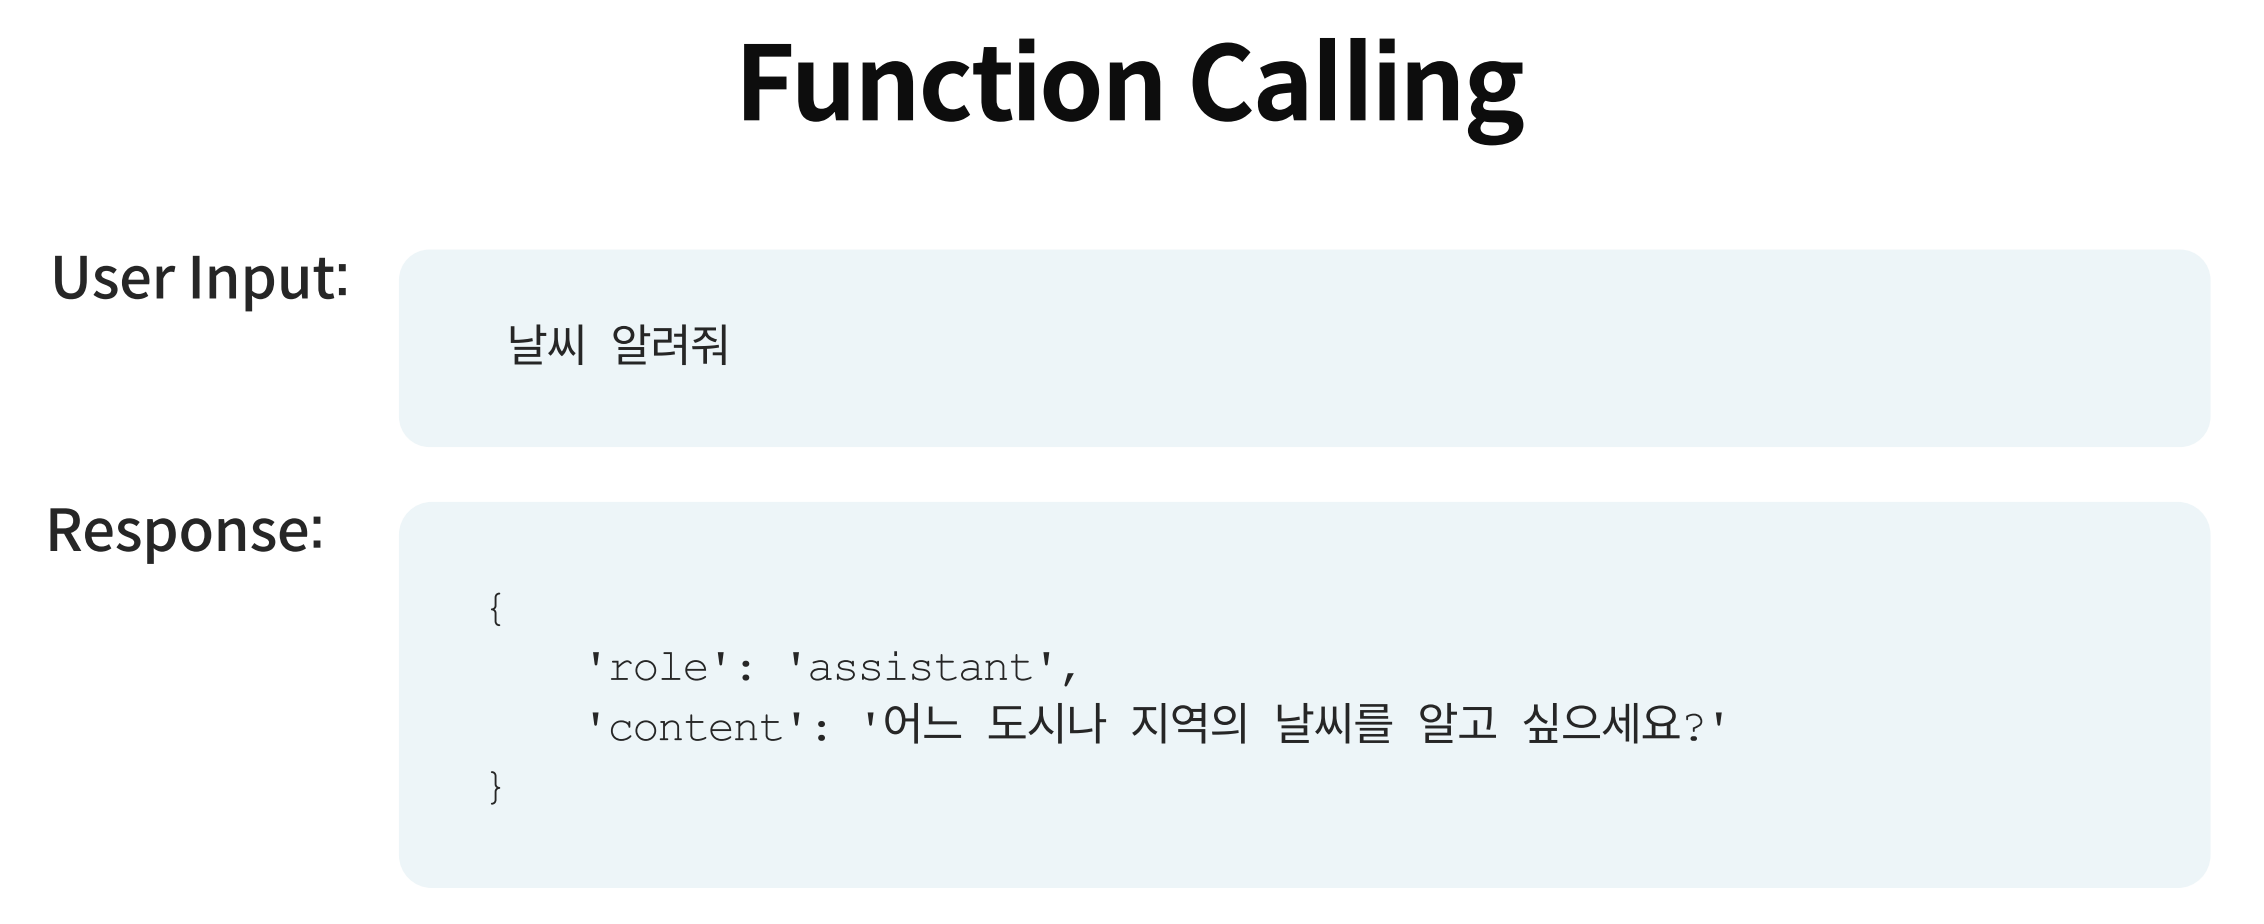 Function Calling
User Input:
날씨 알려줘
Response:
{
    'role': 'assistant',
    'content': '어느 도시나 지역의 날씨를 알고 싶으세요?'
}